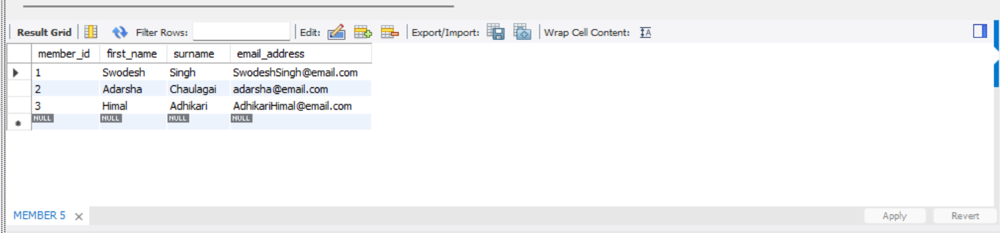 Result Grid Filter Rows: Edit: Export/Import: Wrap Cell Content: IA
member_id first_name surname email_address
1 Swodesh Singh SwodeshSingh@email.com
2 Adarsha Chaulagai adarsha@email.com
3 Himal Adhikari AdhikariHimal@email.com
NULL NULL NULL NULL
MEMBER 5 × Apply Revert